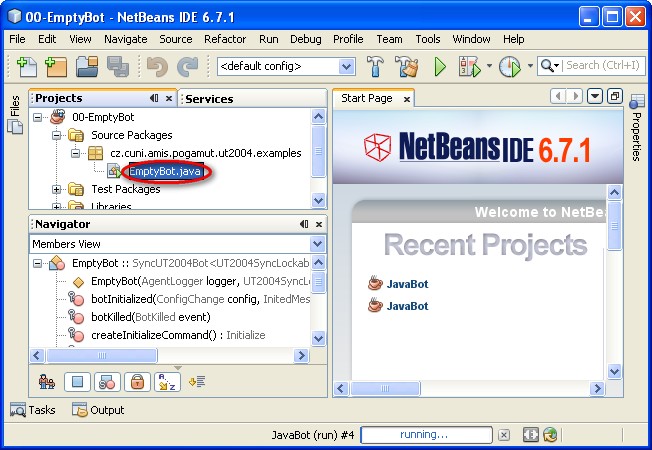 00-EmptyBot - NetBeans IDE 6.7.1
File Edit View Navigate Source Refactor Run Debug Profile Team Tools Window Help
<default config>
Search (Ctrl+I)
Files
Projects
Services
00-EmptyBot
Source Packages
cz.cuni.amis.pogamut.ut2004.examples
EmptyBot.java
Test Packages
Libraries
Navigator
Members View
EmptyBot :: SyncUT2004Bot<UT2004SyncLockab
EmptyBot(AgentLogger logger, UT2004Sync
botInitialized(ConfigChange config, InitedMes
botKilled(BotKilled event)
createInitializeCommand() : Initialize
Start Page
NetBeans IDE 6.7.1
Welcome to NetBea
Recent Projects
JavaBot
JavaBot
Properties
Tasks
Output
JavaBot (run) #4
running...